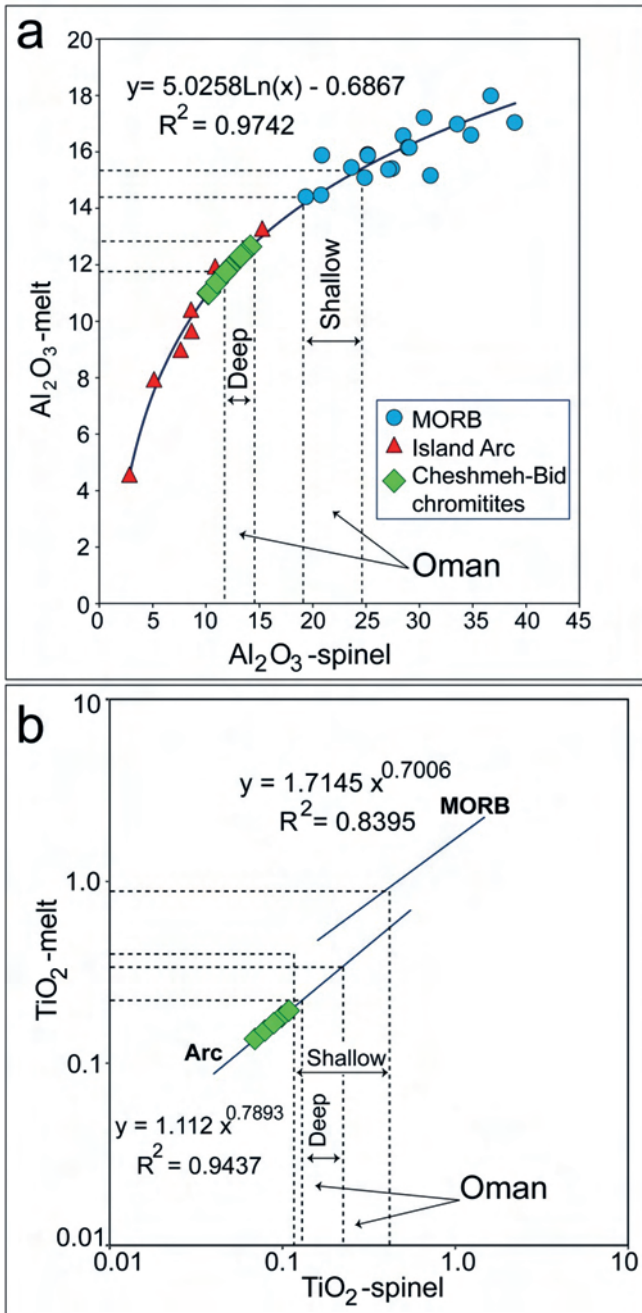 a
20
18
16
14
12
10
8
6
4
2
0
Al₂O₃-melt
y= 5.0258Ln(x) - 0.6867
R² = 0.9742
Deep
Shallow
MORB
Island Arc
Cheshmeh-Bid
chromitites
Oman
0 5 10 15 20 25 30 35 40 45
Al₂O₃-spinel
b
10
1.0
0.1
0.01
TiO₂-melt
y = 1.7145 x^0.7006
R² = 0.8395
MORB
Arc
Shallow
Deep
y = 1.112 x^0.7893
R² = 0.9437
Oman
0.01 0.1 1.0 10
TiO₂-spinel